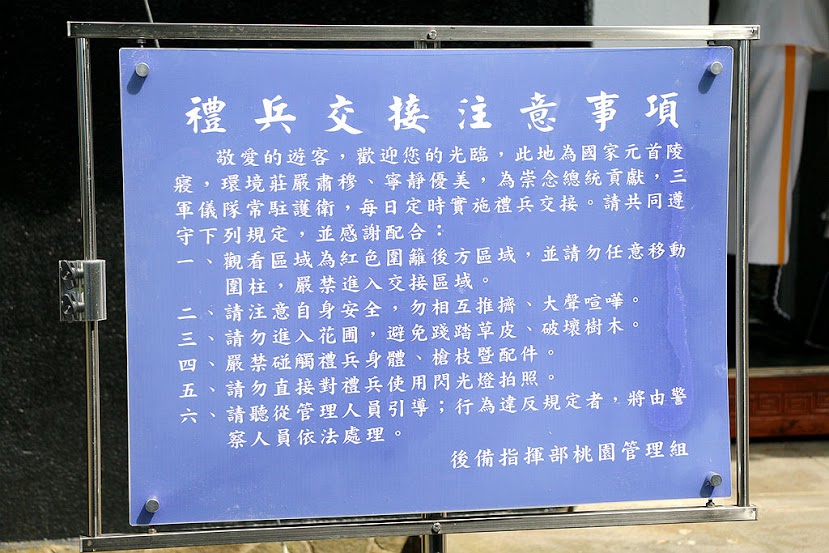 禮兵交接注意事項
敬愛的遊客，歡迎您的光臨，此地為國家元首陵
寢，環境莊嚴肅穆、寧靜優美，為崇念總統貢獻，三
軍儀隊常駐護衛，每日定時實施禮兵交接。請共同遵
守下列規定，並感謝配合：
一、觀看區域為紅色圍籬後方區域，並請勿任意移動
圍柱，嚴禁進入交接區域。
二、請注意自身安全，勿相互推擠、大聲喧嘩。
三、請勿進入花圃，避免踐踏草皮、破壞樹木。
四、嚴禁碰觸禮兵身體、槍枝暨配件。
五、請勿直接對禮兵使用閃光燈拍照。
六、請聽從管理人員引導；行為違反規定者，將由警
察人員依法處理。
後備指揮部桃園管理組